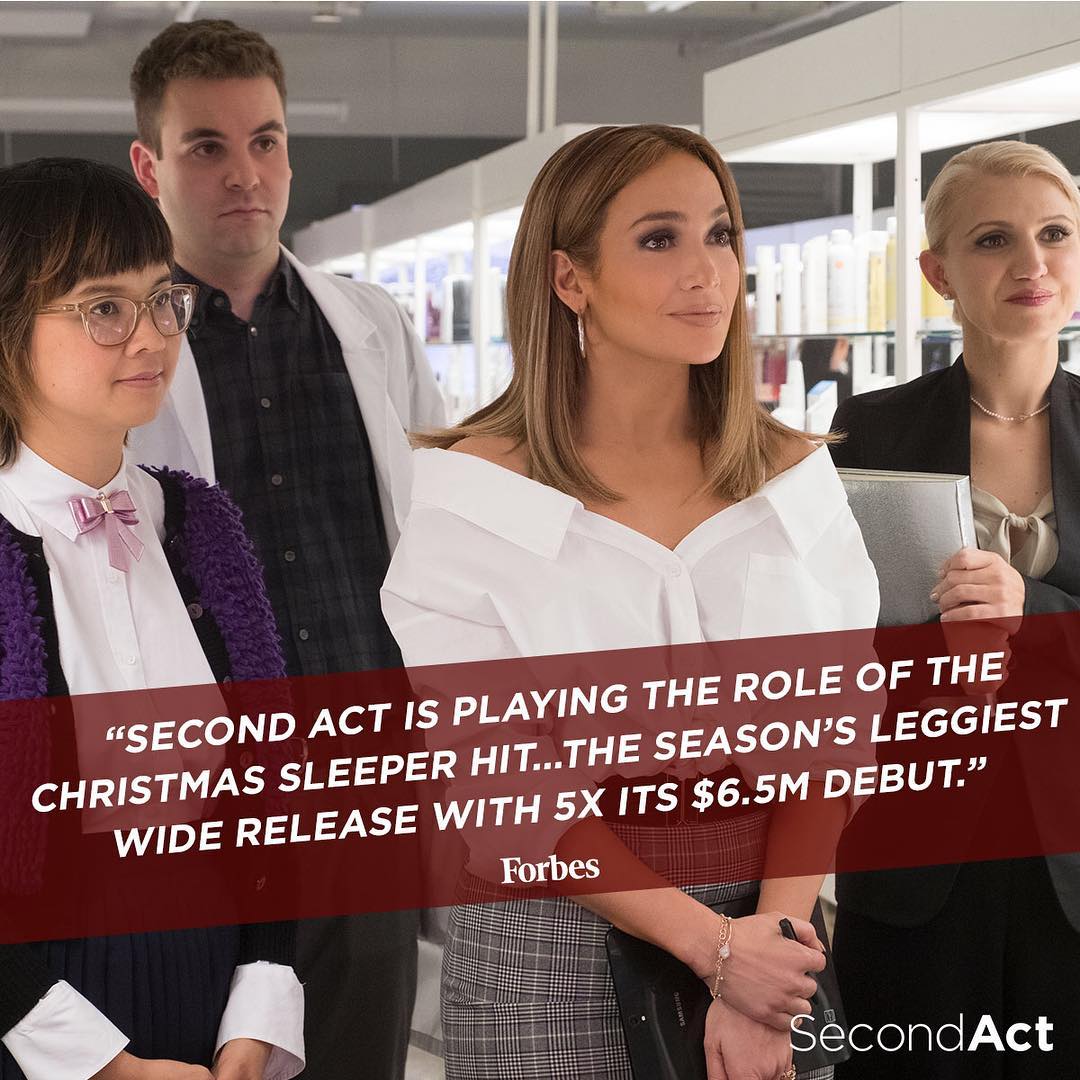 “SECOND ACT IS PLAYING THE ROLE OF THE
CHRISTMAS SLEEPER HIT...THE SEASON’S LEGGIEST
WIDE RELEASE WITH 5X ITS $6.5M DEBUT.”
Forbes
SAMSUNG
SecondAct